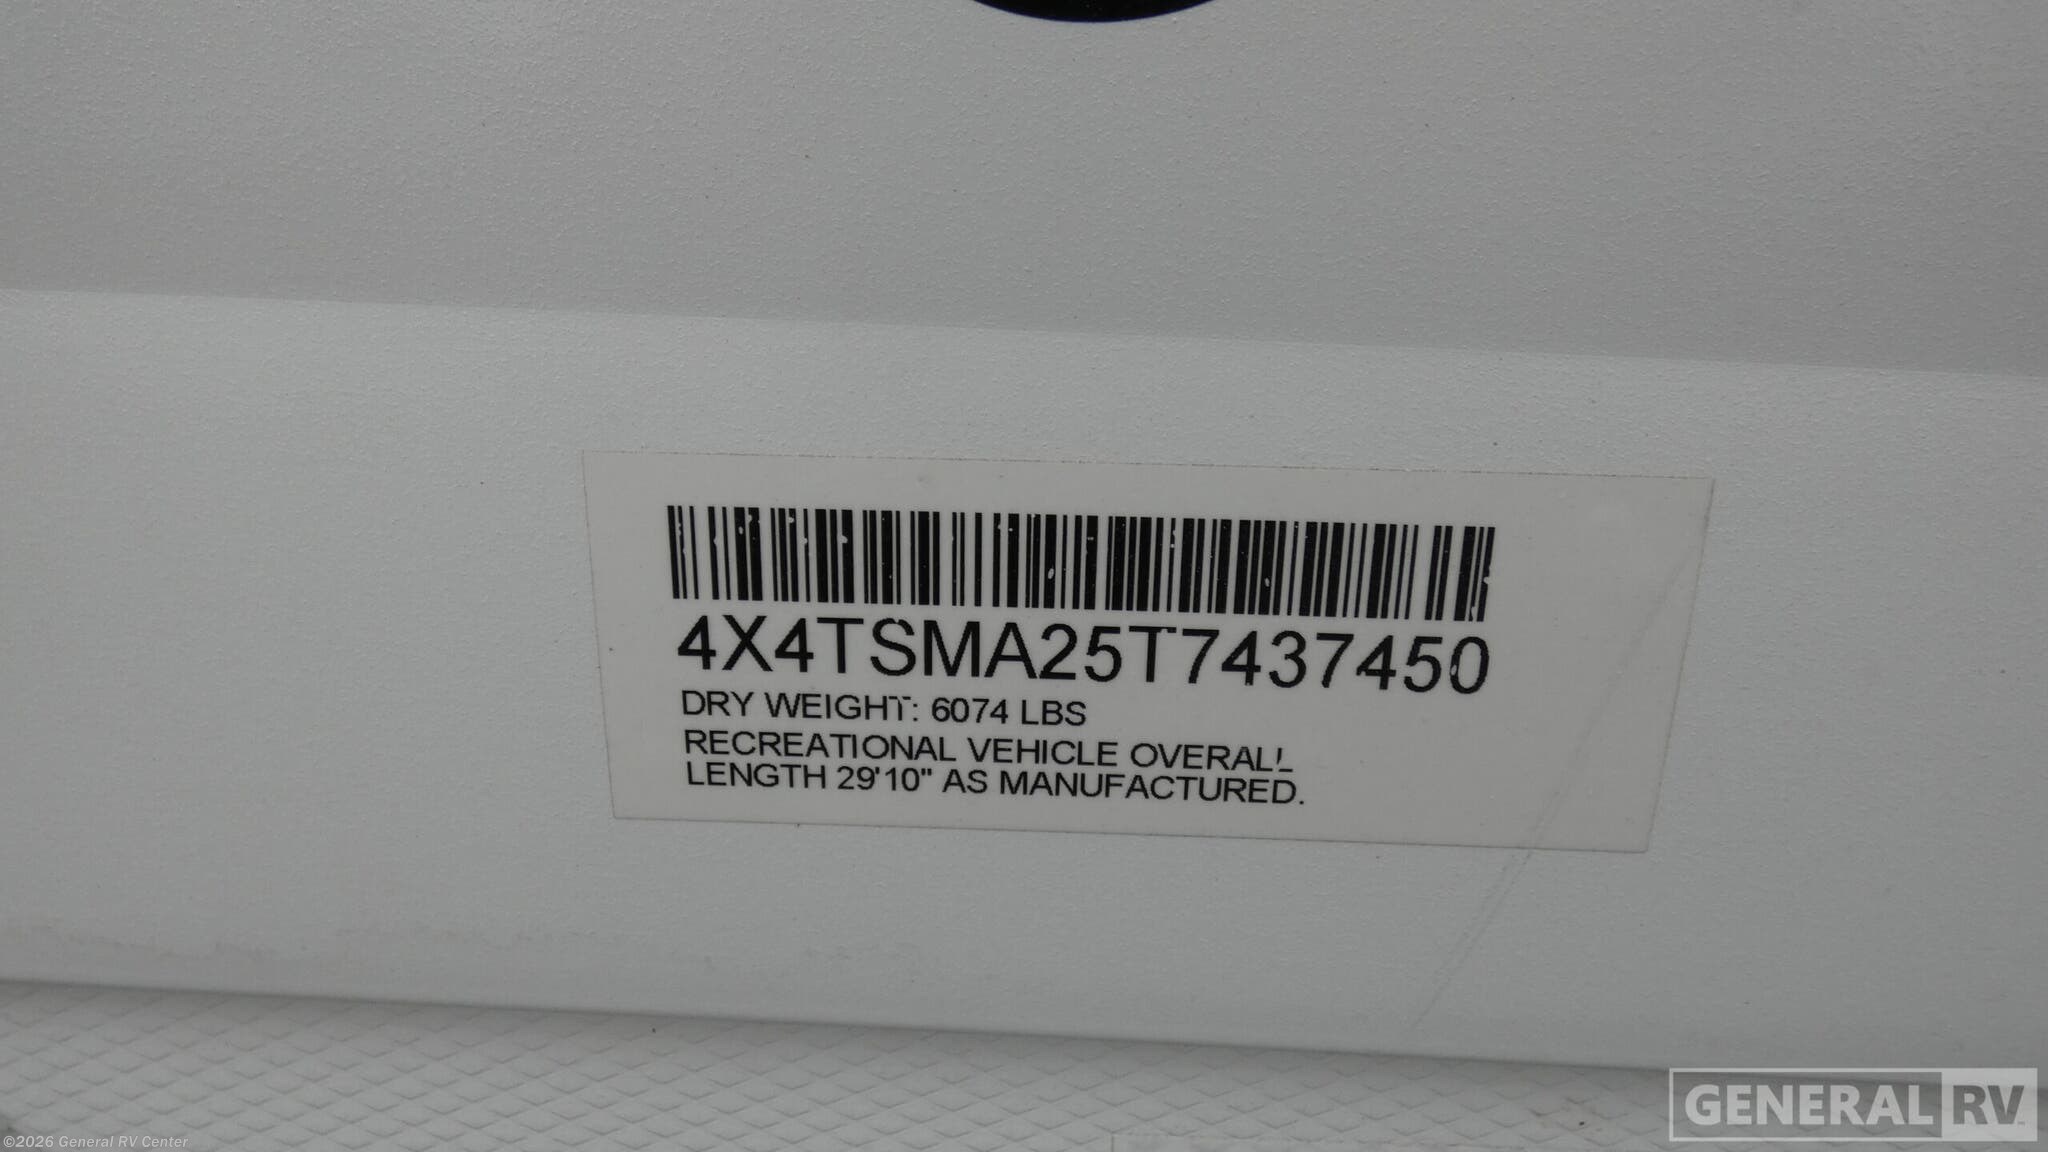 4X4TSMA25T7437450
DRY WEIGHT: 6074 LBS
RECREATIONAL VEHICLE OVERALL
LENGTH 29'10" AS MANUFACTURED.
GENERAL RV
©2026 General RV Center